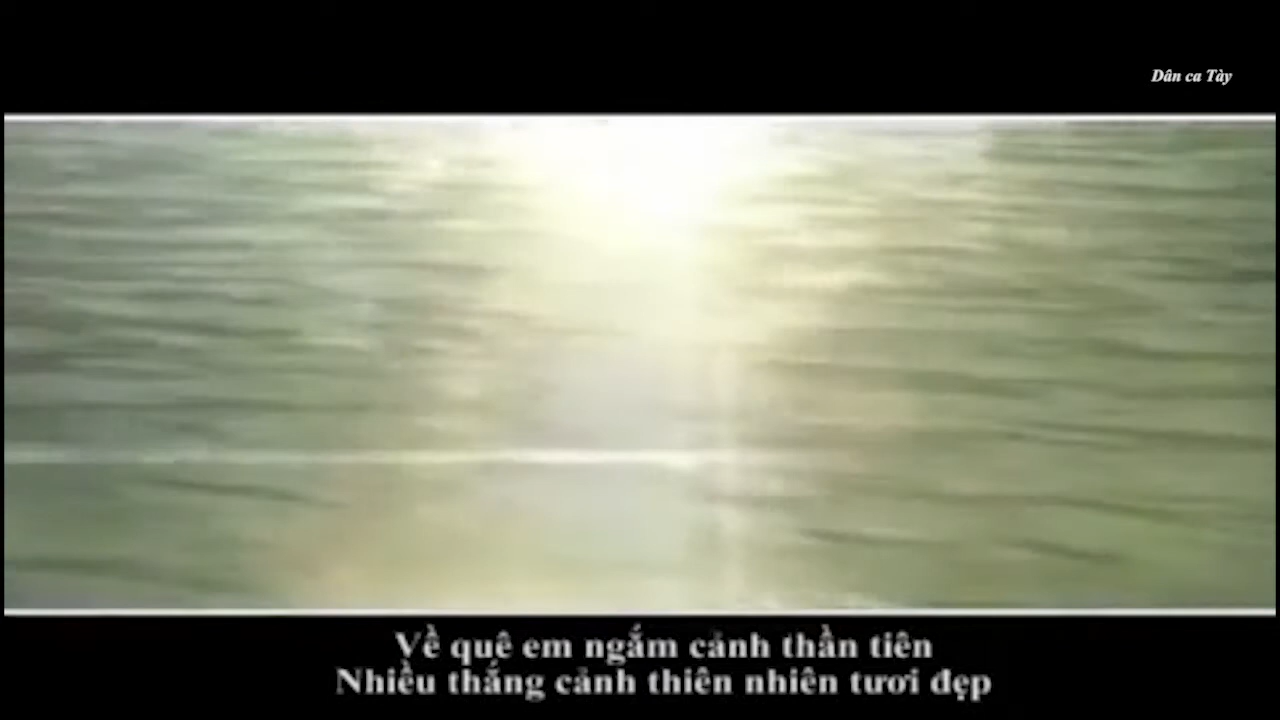 Dân ca Tày
Về quê em ngắm cảnh thần tiên
Nhiều thắng cảnh thiên nhiên tươi đẹp